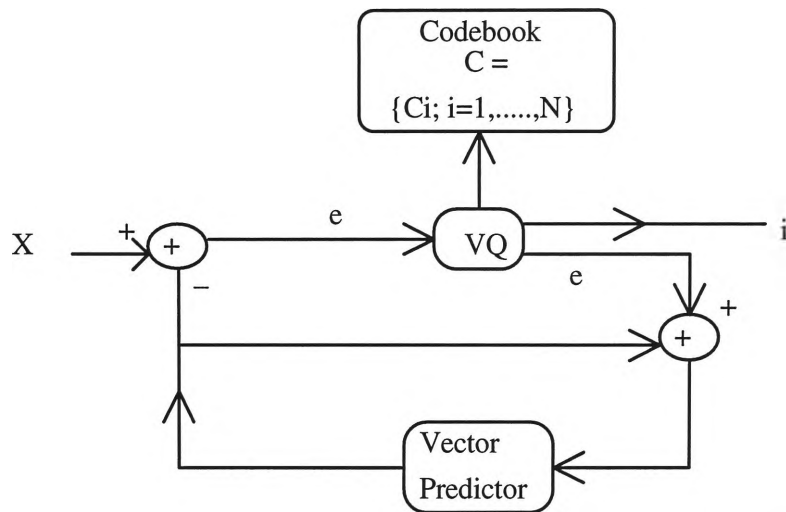 Codebook
C =
{Ci; i=1,.....,N}
X
+
+
e
VQ
i
−
e
+
+
Vector
Predictor